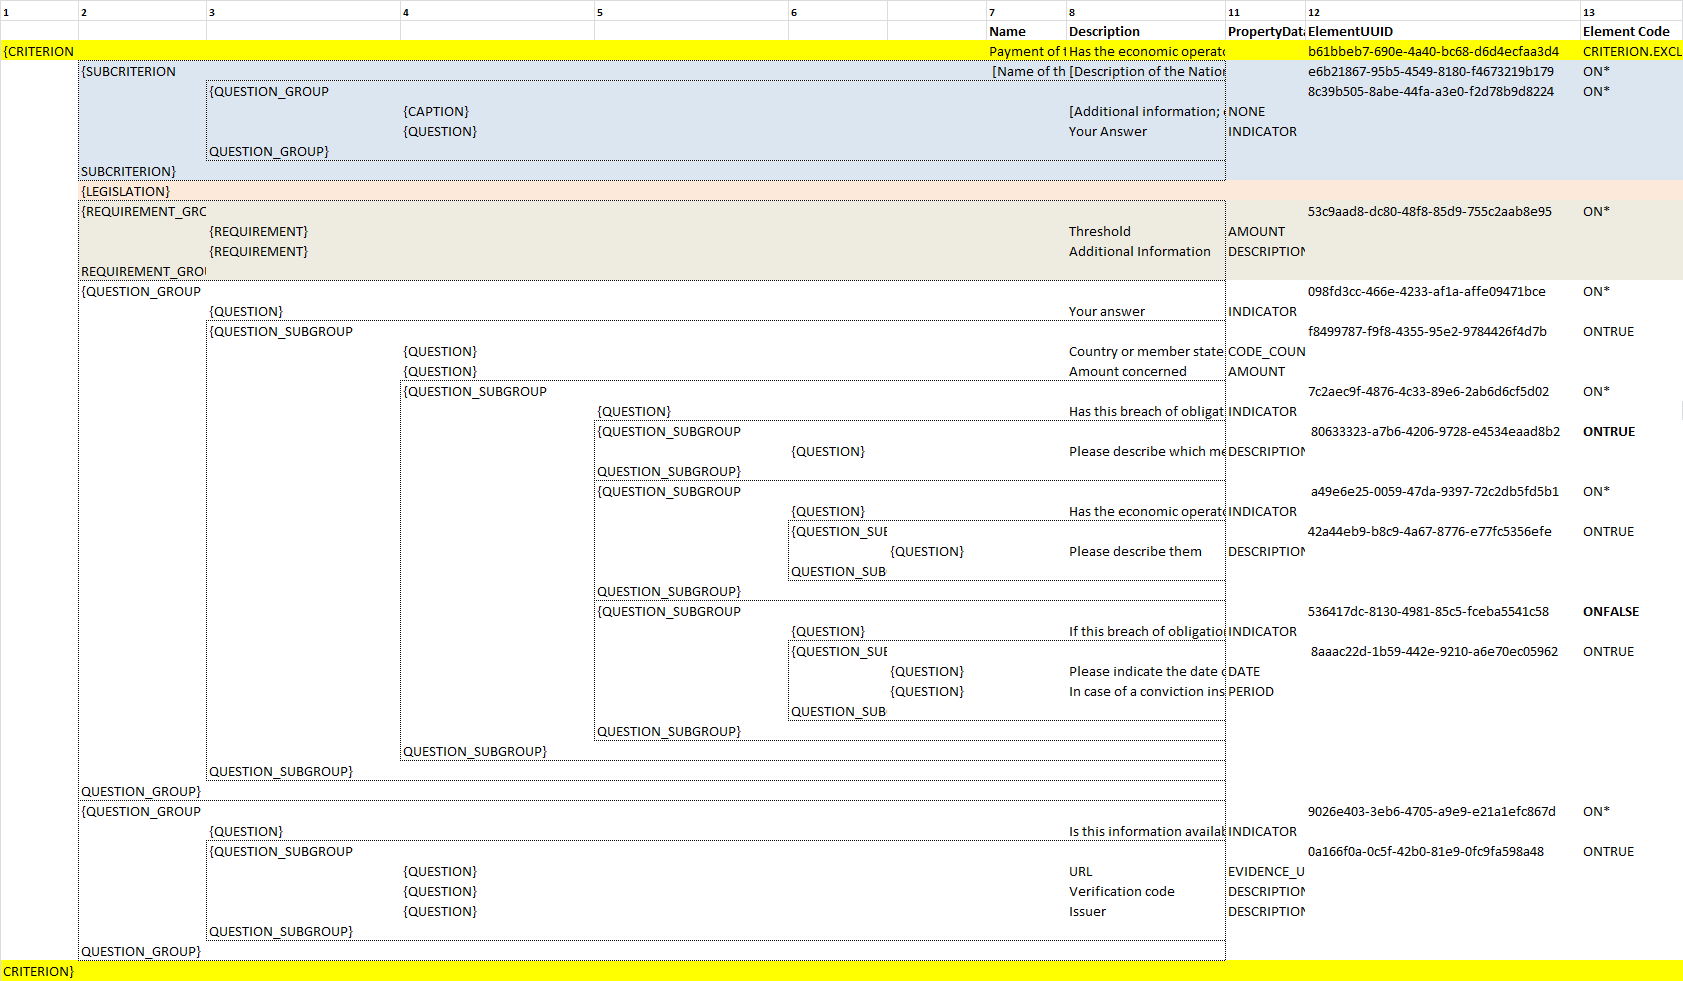 1 2 3 4 5 6 7 8 11 12 13
Name Description PropertyData ElementUUID Element Code
{CRITERION Payment of t Has the economic operato b61bbeb7-690e-4a40-bc68-d6d4ecfaa3d4 CRITERION.EXCL
{SUBCRITERION [Name of th [Description of the Nation e6b21867-95b5-4549-8180-f4673219b179 ON*
{QUESTION_GROUP 8c39b505-8abe-44fa-a3e0-f2d78b9d8224 ON*
{CAPTION} [Additional information; e NONE
{QUESTION} Your Answer INDICATOR
QUESTION_GROUP}
SUBCRITERION}
{LEGISLATION}
{REQUIREMENT_GRC 53c9aad8-dc80-48f8-85d9-755c2aab8e95 ON*
{REQUIREMENT} Threshold AMOUNT
{REQUIREMENT} Additional Information DESCRIPTION
REQUIREMENT_GROU
{QUESTION_GROUP 098fd3cc-466e-4233-af1a-affe09471bce ON*
{QUESTION} Your answer INDICATOR
{QUESTION_SUBGROUP f8499787-f9f8-4355-95e2-9784426f4d7b ONTRUE
{QUESTION} Country or member state CODE_COUN
{QUESTION} Amount concerned AMOUNT
{QUESTION_SUBGROUP 7c2aec9f-4876-4c33-89e6-2ab6d6cf5d02 ON*
{QUESTION} Has this breach of obligat INDICATOR
{QUESTION_SUBGROUP 80633323-a7b6-4206-9728-e4534eaad8b2 ONTRUE
{QUESTION} Please describe which me DESCRIPTION
QUESTION_SUBGROUP}
{QUESTION_SUBGROUP a49e6e25-0059-47da-9397-72c2db5fd5b1 ON*
{QUESTION} Has the economic operato INDICATOR
{QUESTION_SUE 42a44eb9-b8c9-4a67-8776-e77fc5356efe ONTRUE
{QUESTION} Please describe them DESCRIPTION
QUESTION_SUB
QUESTION_SUBGROUP}
{QUESTION_SUBGROUP 536417dc-8130-4981-85c5-fceba5541c58 ONFALSE
{QUESTION} If this breach of obligatio INDICATOR
{QUESTION_SUE 8aaac22d-1b59-442e-9210-a6e70ec05962 ONTRUE
{QUESTION} Please indicate the date o DATE
{QUESTION} In case of a conviction ins PERIOD
QUESTION_SUB
QUESTION_SUBGROUP}
QUESTION_SUBGROUP}
QUESTION_SUBGROUP}
QUESTION_GROUP}
{QUESTION_GROUP 9026e403-3eb6-4705-a9e9-e21a1efc867d ON*
{QUESTION} Is this information availab INDICATOR
{QUESTION_SUBGROUP 0a166f0a-0c5f-42b0-81e9-0fc9fa598a48 ONTRUE
{QUESTION} URL EVIDENCE_U
{QUESTION} Verification code DESCRIPTION
{QUESTION} Issuer DESCRIPTION
QUESTION_SUBGROUP}
QUESTION_GROUP}
CRITERION}